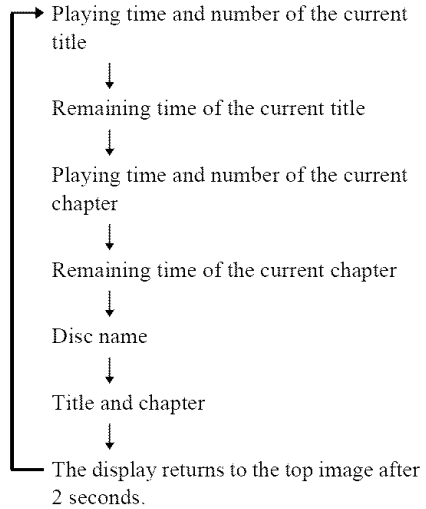 Playing time and number of the current
title
Remaining time of the current title
Playing time and number of the current
chapter
Remaining time of the current chapter
Disc name
Title and chapter
The display returns to the top image after
2 seconds.